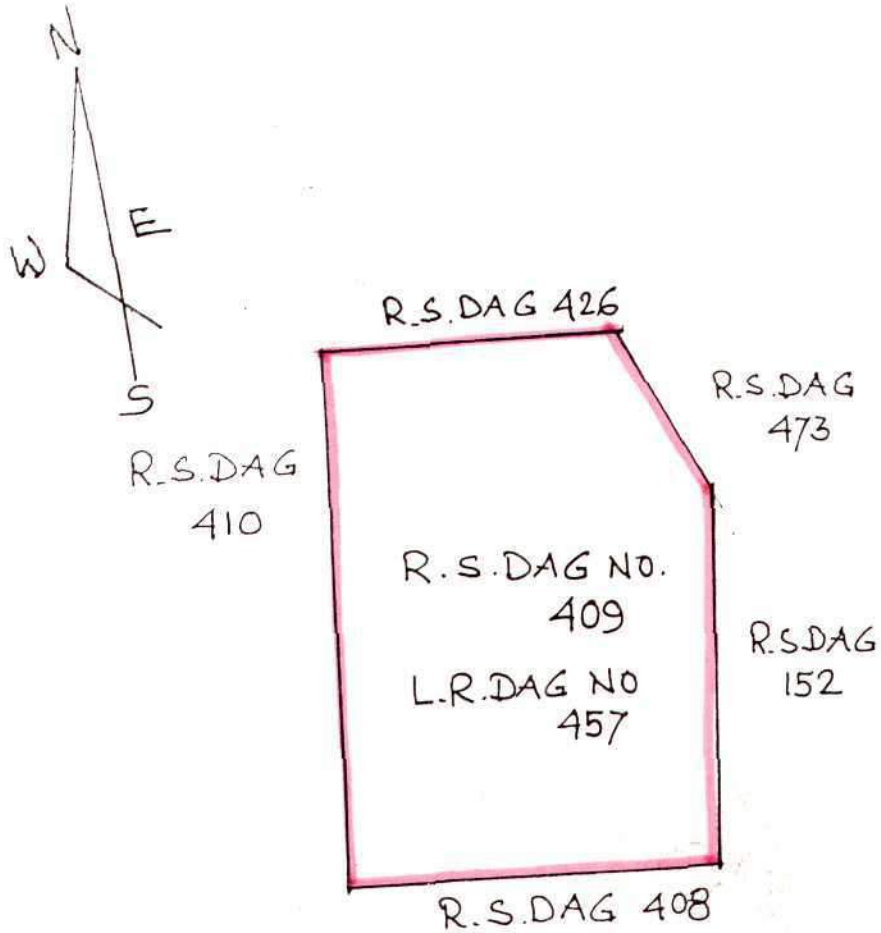 N
E
W
S
R.S.DAG 426
R.S.DAG
473
R.S.DAG
410
R.S.DAG NO.
409
L.R.DAG NO
457
R.S.DAG
152
R.S.DAG 408